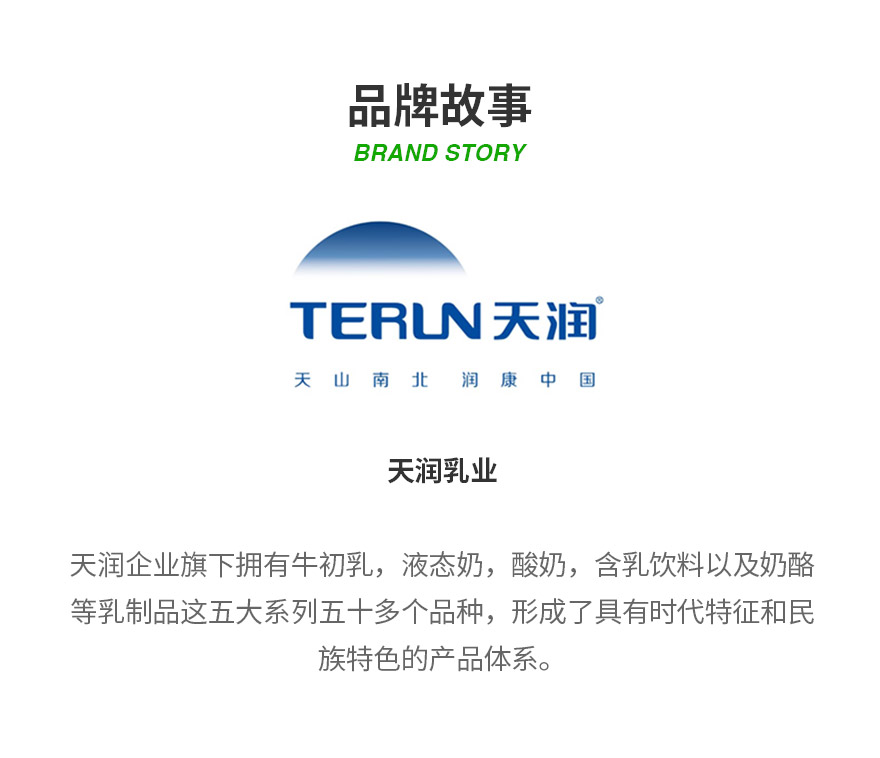 品牌故事
BRAND STORY
TERUN天润®
天山南北 润康中国
天润乳业
天润企业旗下拥有牛初乳，液态奶，酸奶，含乳饮料以及奶酪
等乳制品这五大系列五十多个品种，形成了具有时代特征和民
族特色的产品体系。